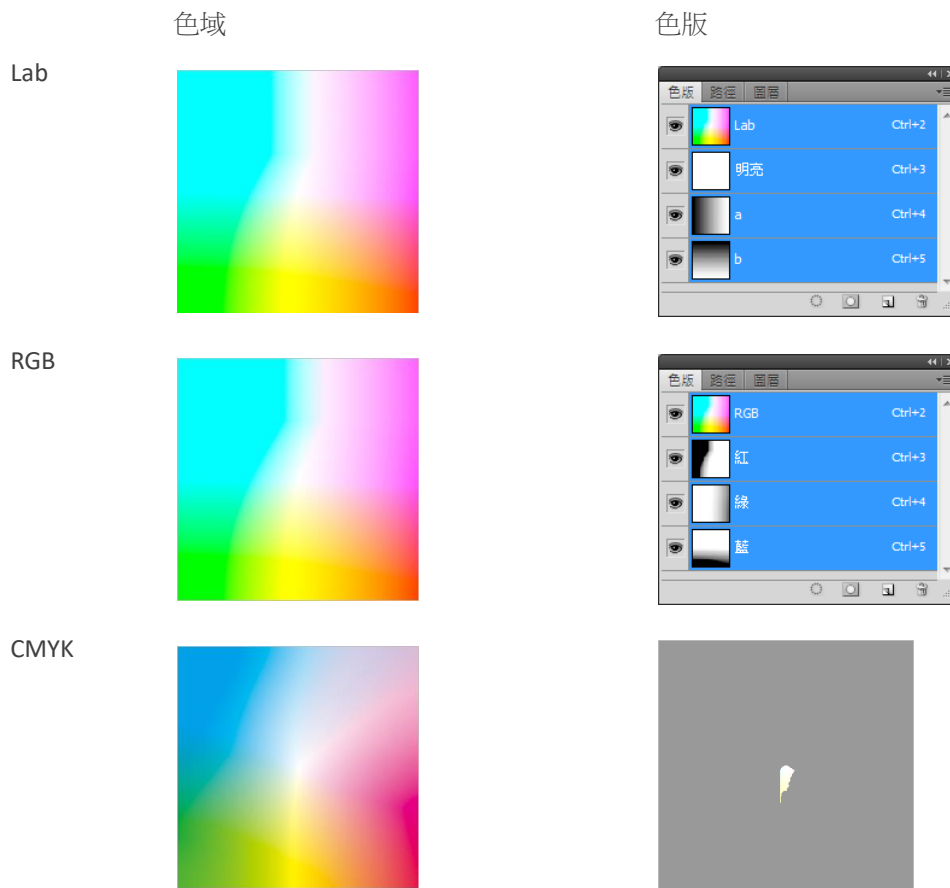 色域
色版
Lab
色版 路徑 圖層
Lab Ctrl+2
明亮 Ctrl+3
a Ctrl+4
b Ctrl+5
RGB
色版 路徑 圖層
RGB Ctrl+2
紅 Ctrl+3
綠 Ctrl+4
藍 Ctrl+5
CMYK